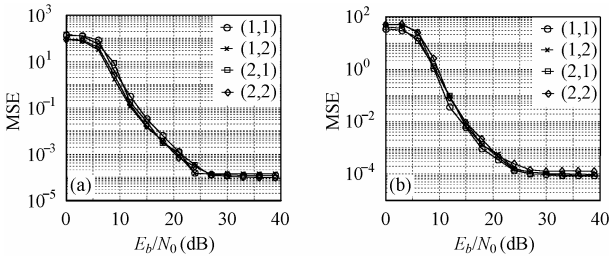 MSE
10^3
10^1
10^-1
10^-3
10^-5
(1,1)
(1,2)
(2,1)
(2,2)
(a)
0 10 20 30 40
E_b/N_0 (dB)
MSE
10^2
10^0
10^-2
10^-4
(1,1)
(1,2)
(2,1)
(2,2)
(b)
0 10 20 30 40
E_b/N_0 (dB)